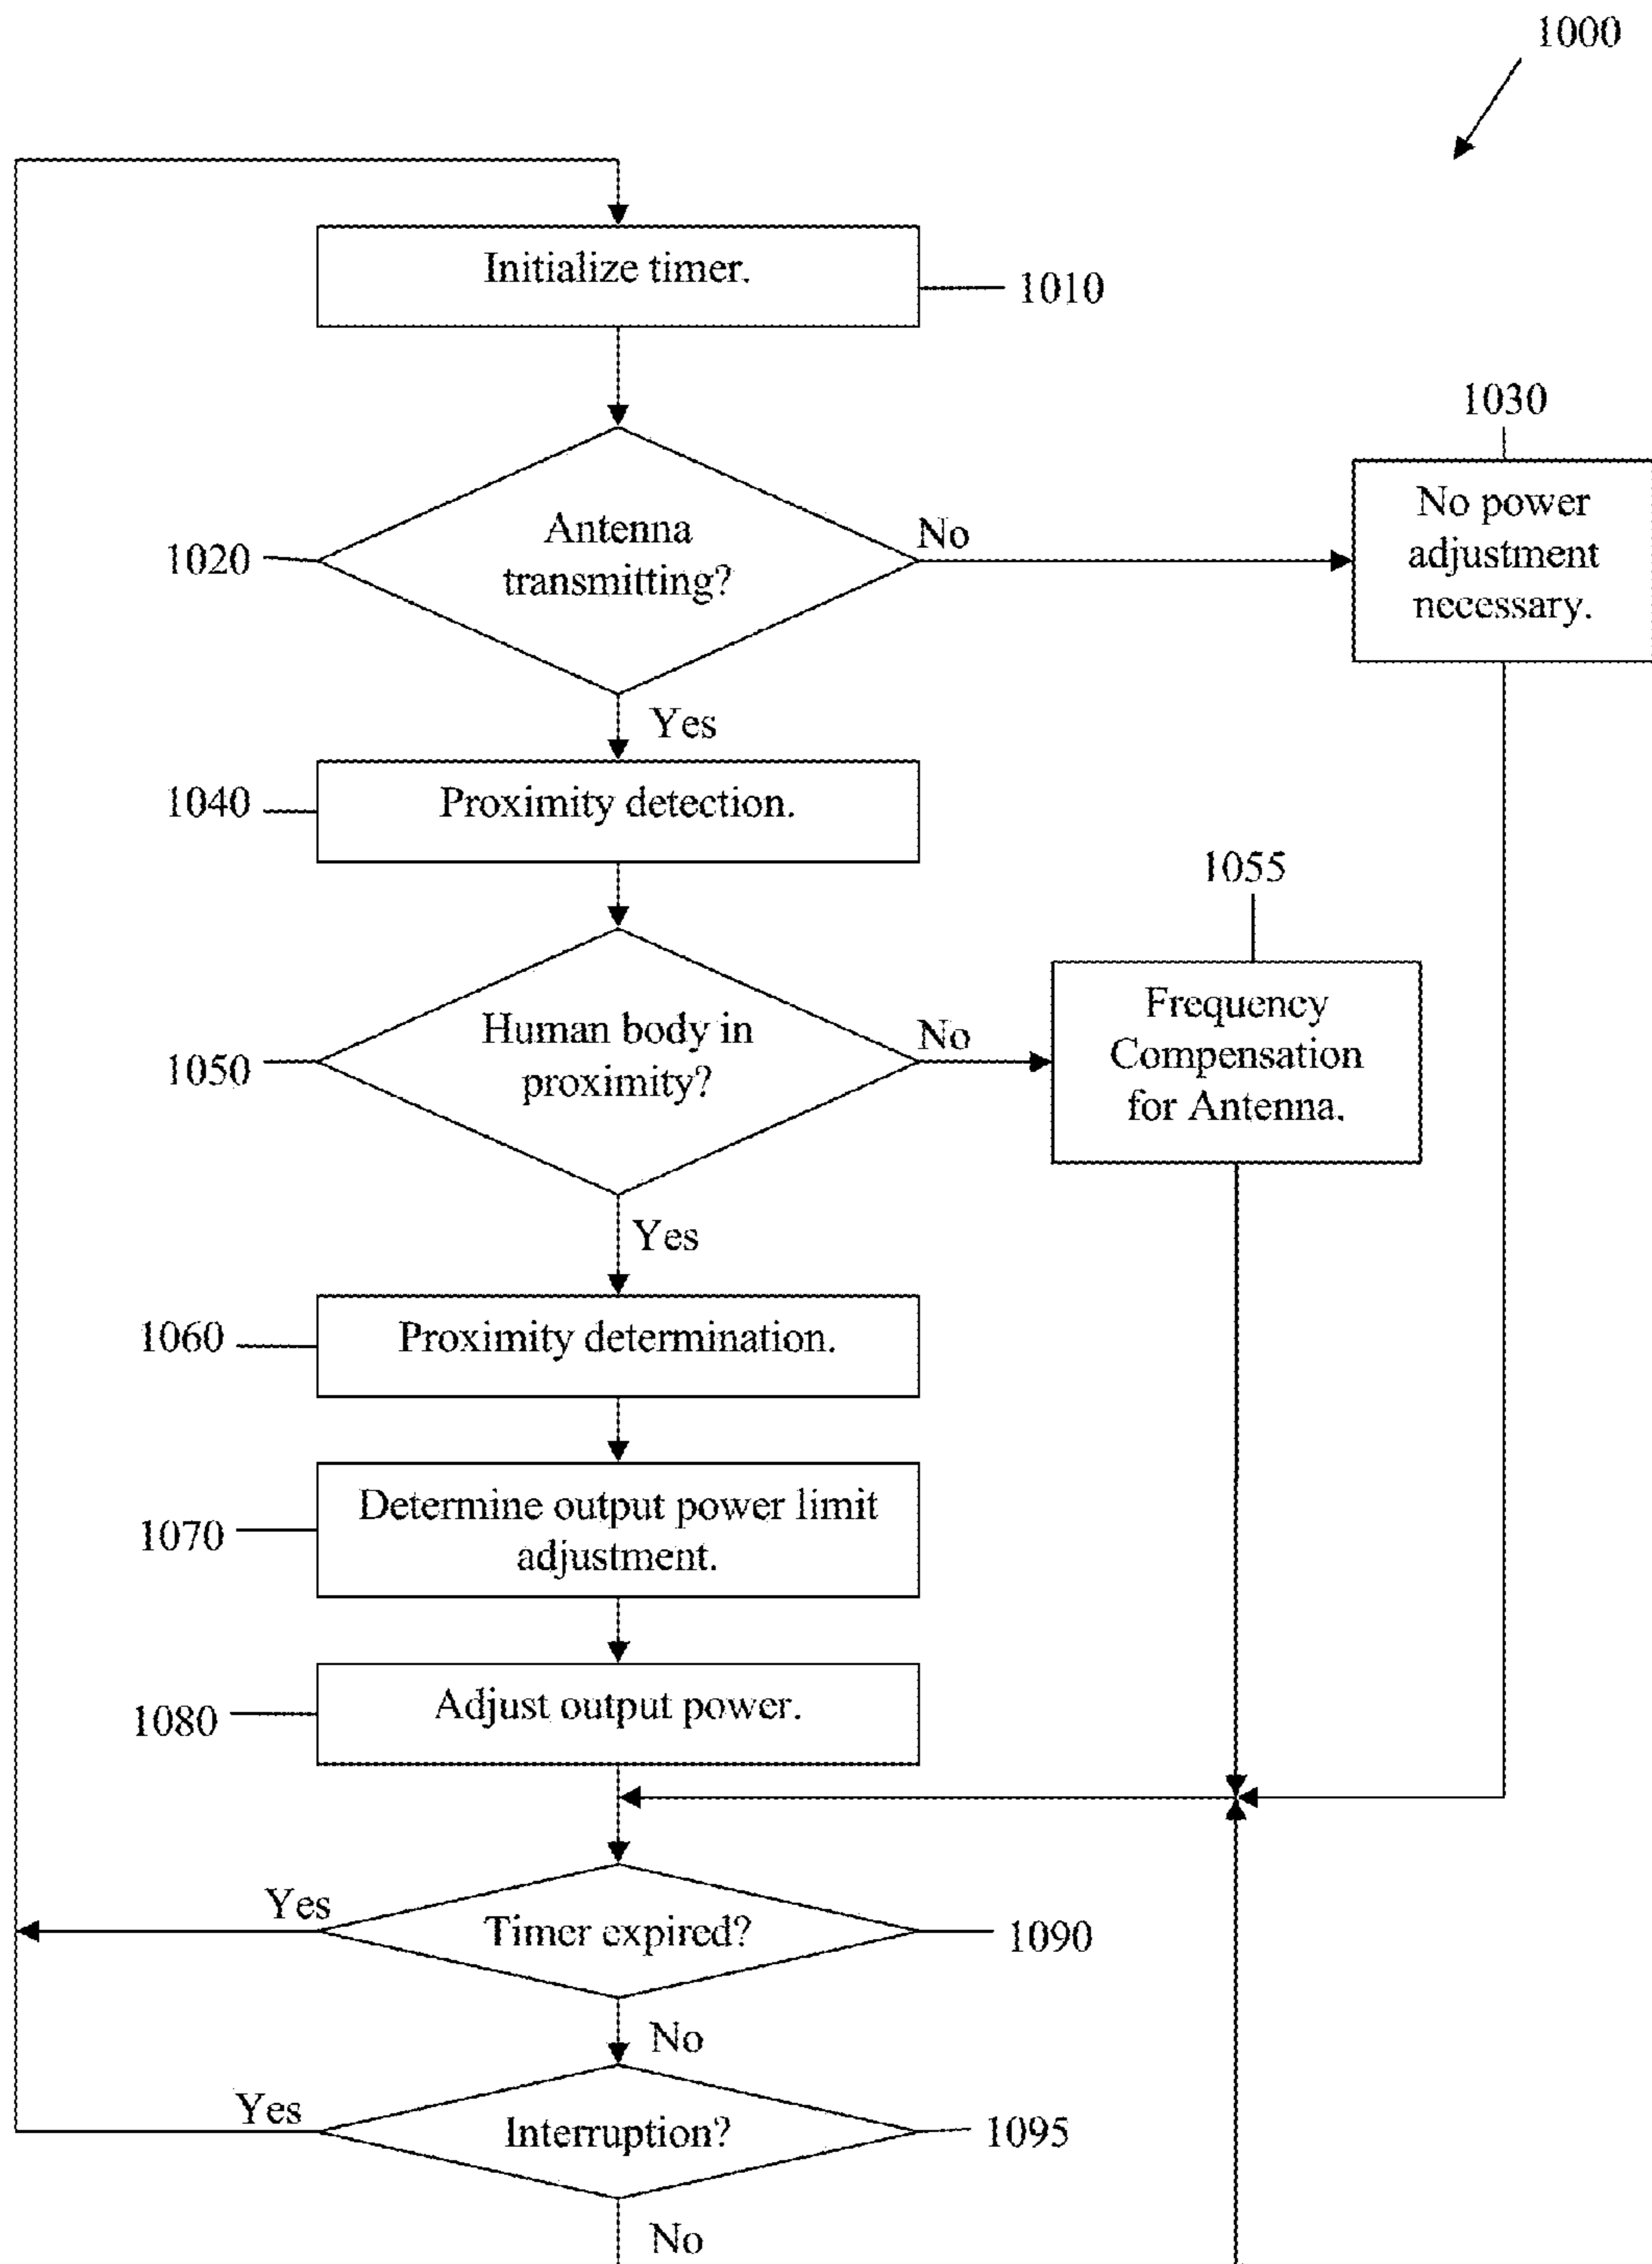 1000
Initialize timer.
1010
1030
No power
adjustment
necessary.
Antenna
transmitting?
1020
No
Yes
1040
Proximity detection.
1055
Frequency
Compensation
for Antenna.
Human body in
proximity?
1050
No
Yes
1060
Proximity determination.
1070
Determine output power limit
adjustment.
1080
Adjust output power.
Yes
Timer expired?
1090
No
Yes
Interruption?
1095
No